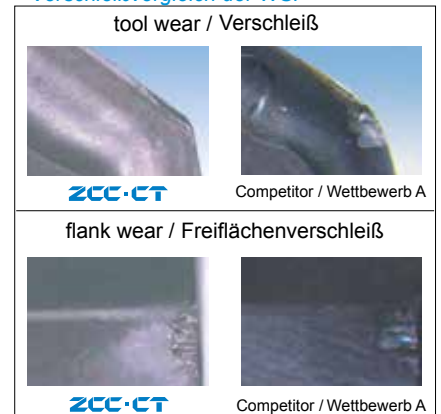 tool wear / Verschleiß
ZCC-CT
Competitor / Wettbewerb A
flank wear / Freiflächenverschleiß
ZCC-CT
Competitor / Wettbewerb A